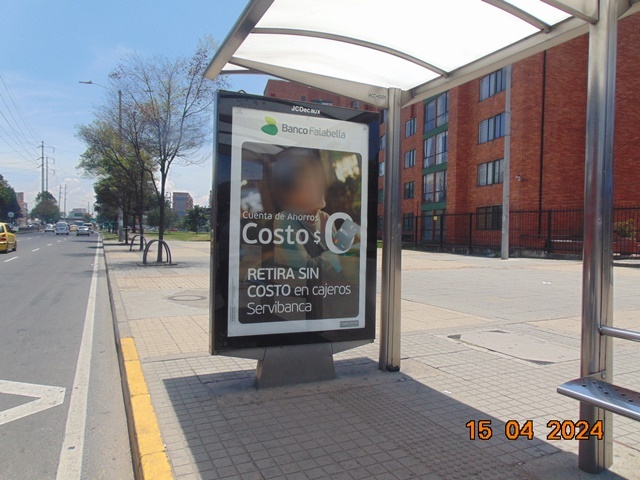 JCDecaux
Banco Falabella
Cuenta de Ahorros
Costo $0
RETIRA SIN
COSTO en cajeros
Servibanca
15 04 2024